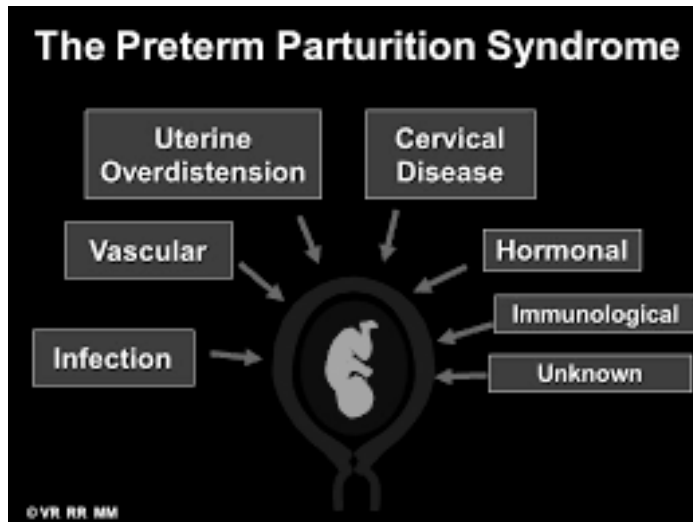 The Preterm Parturition Syndrome
Uterine
Overdistension
Cervical
Disease
Vascular
Hormonal
Immunological
Infection
Unknown
©VR RR MM